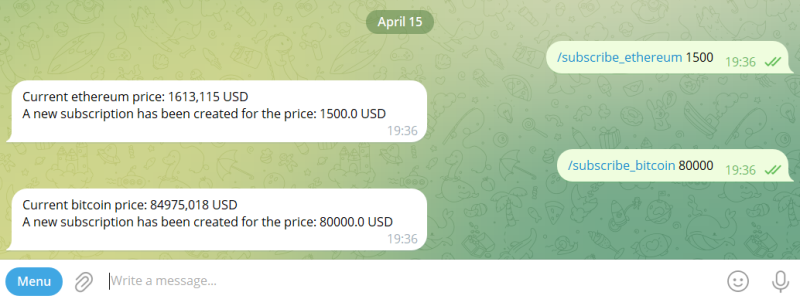 April 15
/subscribe_ethereum 1500 19:36
Current ethereum price: 1613,115 USD
A new subscription has been created for the price: 1500.0 USD
19:36
/subscribe_bitcoin 80000 19:36
Current bitcoin price: 84975,018 USD
A new subscription has been created for the price: 80000.0 USD
19:36
Menu Write a message...